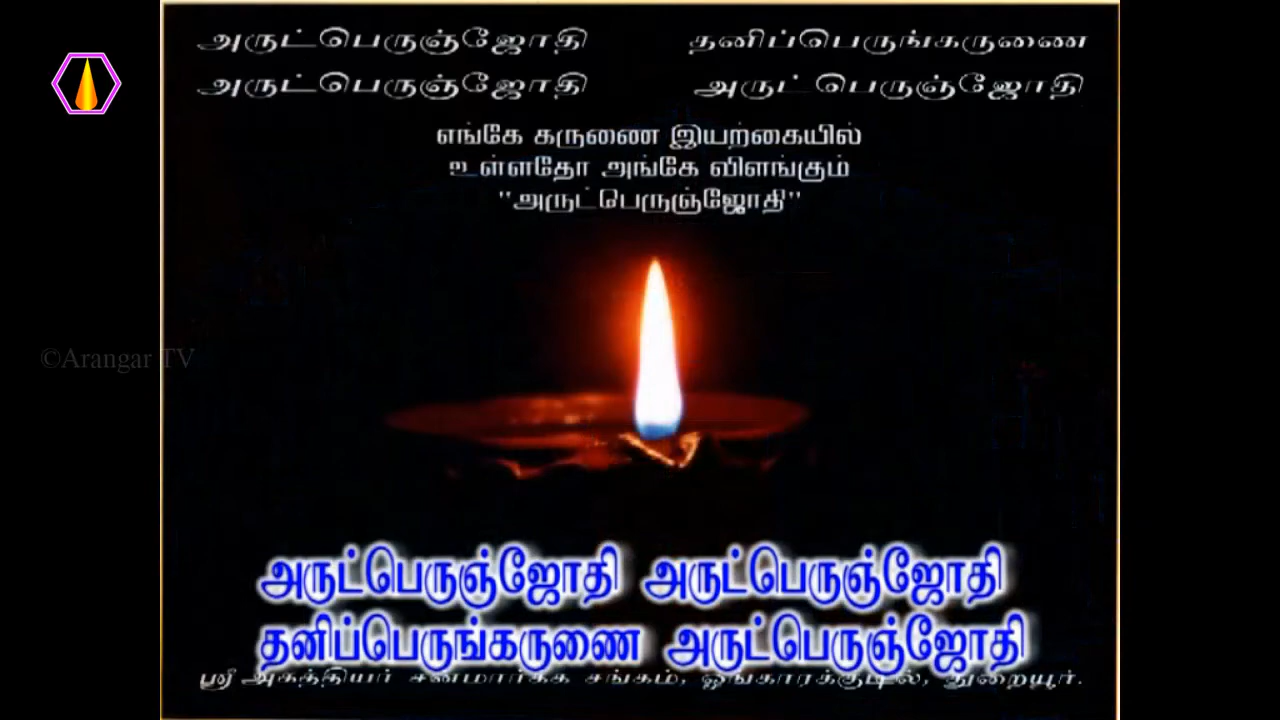 அருட்பெருஞ்ஜோதி தனிப்பெருங்கருணை
அருட்பெருஞ்ஜோதி அருட்பெருஞ்ஜோதி
எங்கே கருணை இயற்கையில்
உள்ளதோ அங்கே விளங்கும்
"அருட்பெருஞ்ஜோதி"
©Arangar TV
அருட்பெருஞ்ஜோதி அருட்பெருஞ்ஜோதி
தனிப்பெருங்கருணை அருட்பெருஞ்ஜோதி
ஸ்ரீ அகத்தியர் சன்மார்க்க சங்கம், ஓங்காரக்குடில், துறையூர்.